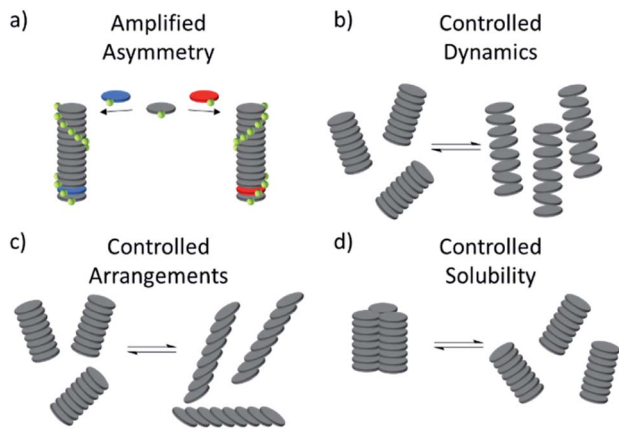 a)
Amplified
Asymmetry
b)
Controlled
Dynamics
c)
Controlled
Arrangements
d)
Controlled
Solubility